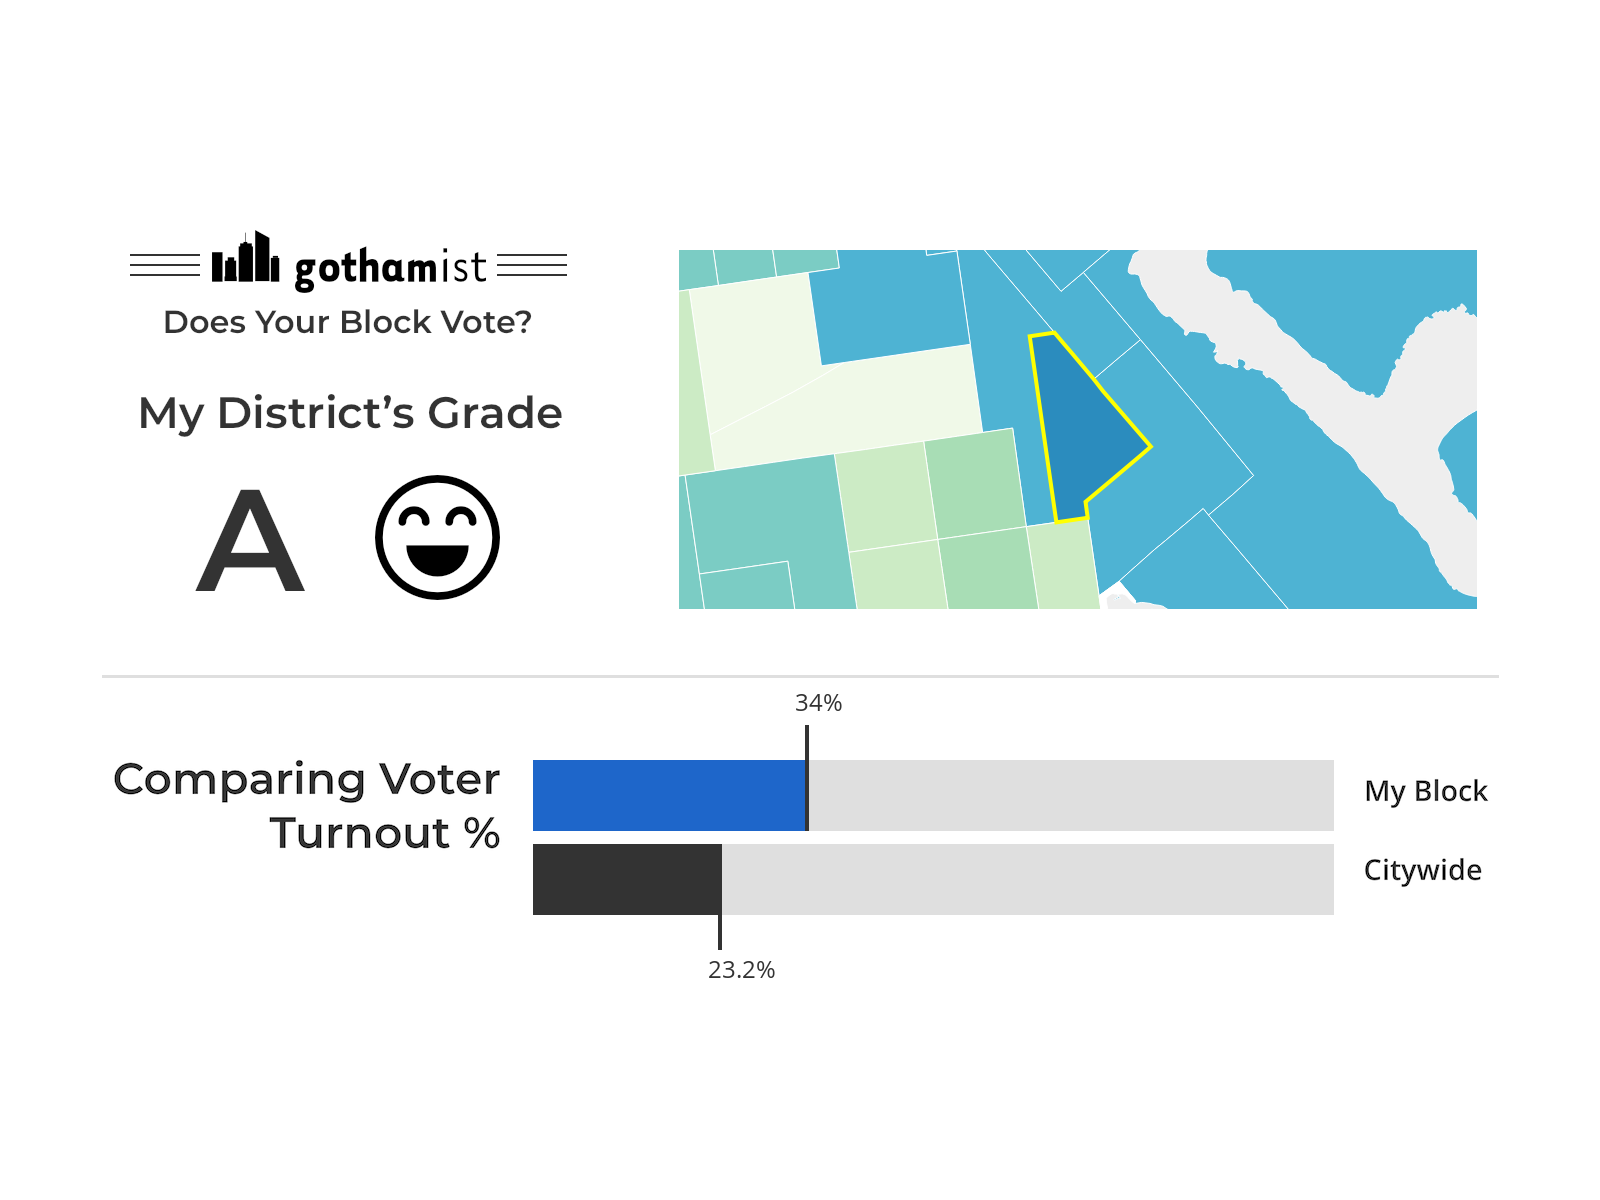 gothamist
Does Your Block Vote?
My District’s Grade
A
34%
Comparing Voter
Turnout %
My Block
Citywide
23.2%